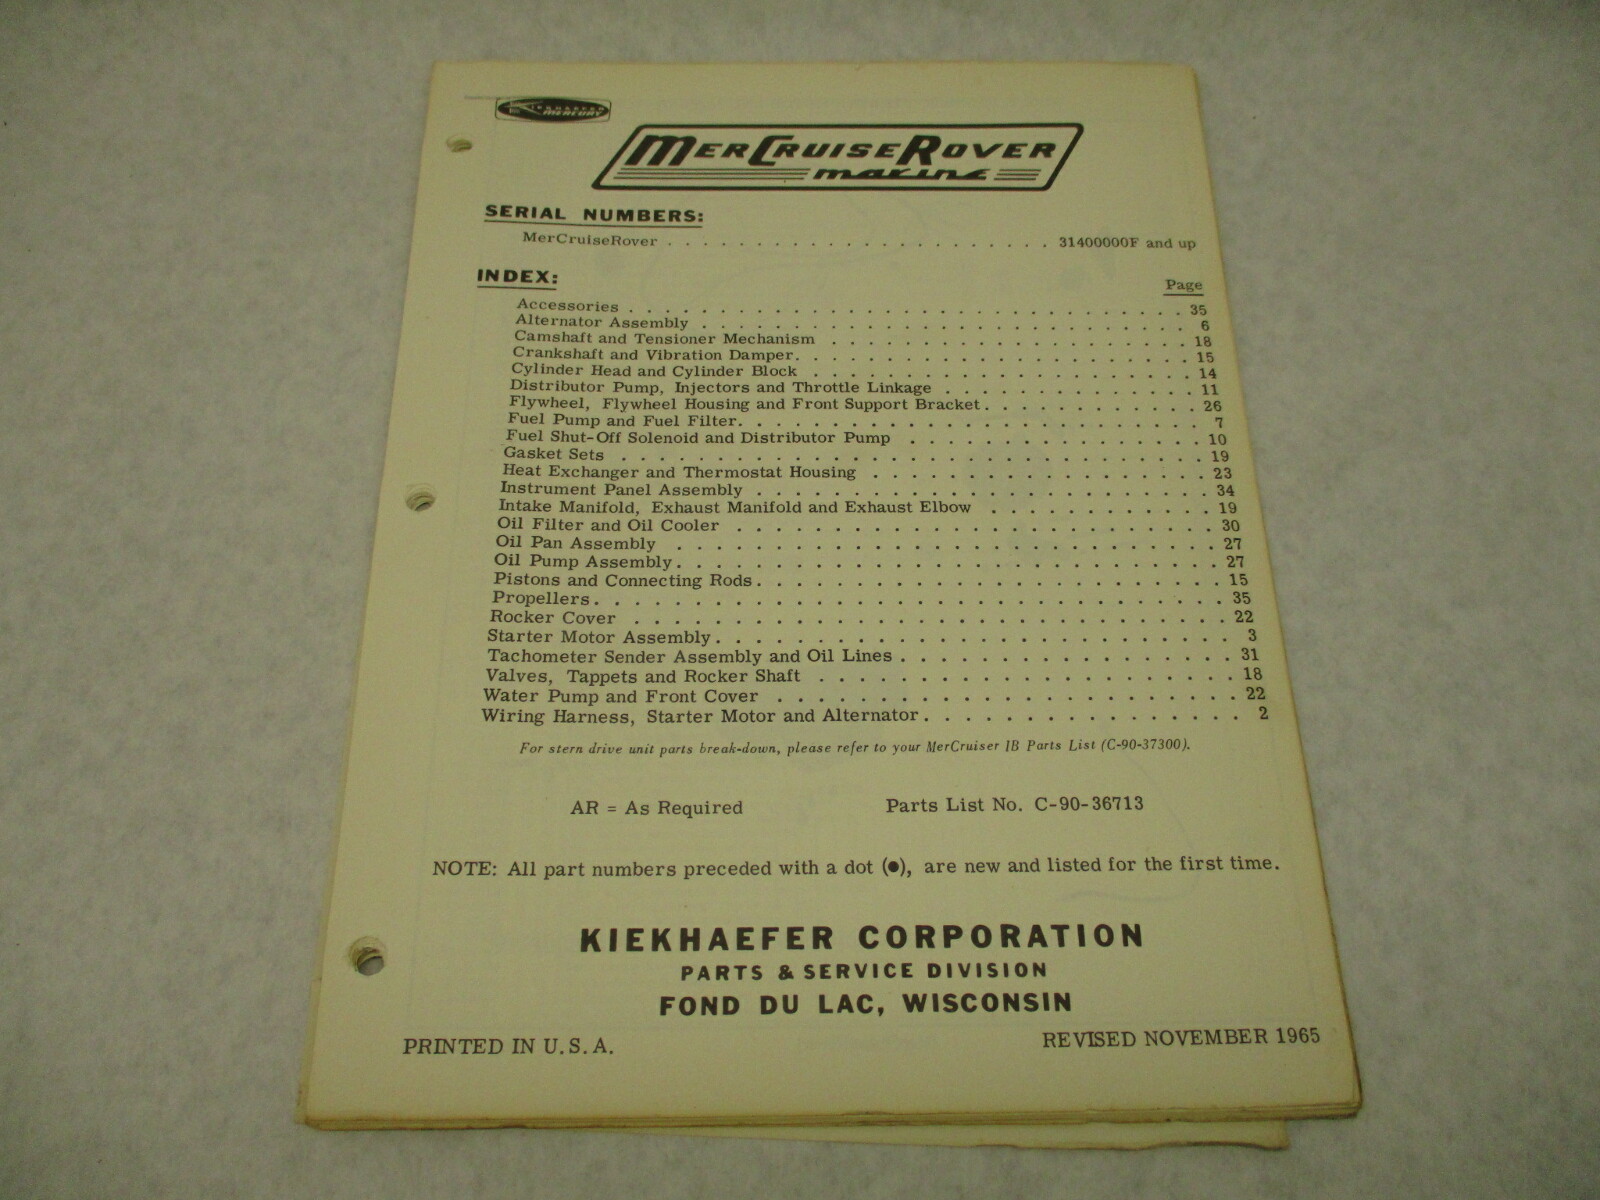 KIEKHAEFER
MERCURY
MERCRUISEROVER
marine
SERIAL NUMBERS:
MerCruiseRover . . . . . . . . . . . . . . . . . . . . . . . 31400000F and up
INDEX:
Page
Accessories . . . . . . . . . . . . . . . . . . . . . . . . . . . . 35
Alternator Assembly . . . . . . . . . . . . . . . . . . . . . . . . 6
Camshaft and Tensioner Mechanism . . . . . . . . . . . . . . . . . . 18
Crankshaft and Vibration Damper. . . . . . . . . . . . . . . . . . . . 15
Cylinder Head and Cylinder Block . . . . . . . . . . . . . . . . . . . 14
Distributor Pump, Injectors and Throttle Linkage . . . . . . . . . . . . 11
Flywheel, Flywheel Housing and Front Support Bracket. . . . . . . . . . . 26
Fuel Pump and Fuel Filter. . . . . . . . . . . . . . . . . . . . . . . 7
Fuel Shut-Off Solenoid and Distributor Pump . . . . . . . . . . . . . . 10
Gasket Sets . . . . . . . . . . . . . . . . . . . . . . . . . . . . . 19
Heat Exchanger and Thermostat Housing . . . . . . . . . . . . . . . . . 23
Instrument Panel Assembly . . . . . . . . . . . . . . . . . . . . . . . 34
Intake Manifold, Exhaust Manifold and Exhaust Elbow . . . . . . . . . . . 19
Oil Filter and Oil Cooler . . . . . . . . . . . . . . . . . . . . . . . 30
Oil Pan Assembly . . . . . . . . . . . . . . . . . . . . . . . . . . . 27
Oil Pump Assembly. . . . . . . . . . . . . . . . . . . . . . . . . . . 27
Pistons and Connecting Rods. . . . . . . . . . . . . . . . . . . . . . . 15
Propellers. . . . . . . . . . . . . . . . . . . . . . . . . . . . . . . 35
Rocker Cover . . . . . . . . . . . . . . . . . . . . . . . . . . . . . 22
Starter Motor Assembly. . . . . . . . . . . . . . . . . . . . . . . . . 3
Tachometer Sender Assembly and Oil Lines . . . . . . . . . . . . . . . . 31
Valves, Tappets and Rocker Shaft . . . . . . . . . . . . . . . . . . . . 18
Water Pump and Front Cover . . . . . . . . . . . . . . . . . . . . . . 22
Wiring Harness, Starter Motor and Alternator. . . . . . . . . . . . . . . 2
For stern drive unit parts break-down, please refer to your MerCruiser IB Parts List (C-90-37300).
AR = As Required Parts List No. C-90-36713
NOTE: All part numbers preceded with a dot (●), are new and listed for the first time.
KIEKHAEFER CORPORATION
PARTS & SERVICE DIVISION
FOND DU LAC, WISCONSIN
PRINTED IN U.S.A. REVISED NOVEMBER 1965